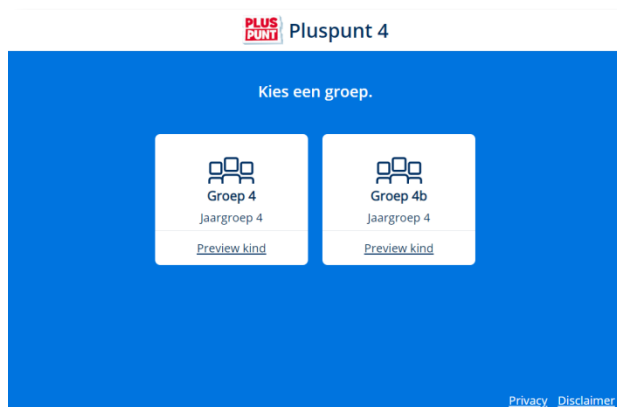 PLUS
PUNT
Pluspunt 4
Kies een groep.
Groep 4
Jaargroep 4
Preview kind
Groep 4b
Jaargroep 4
Preview kind
Privacy Disclaimer